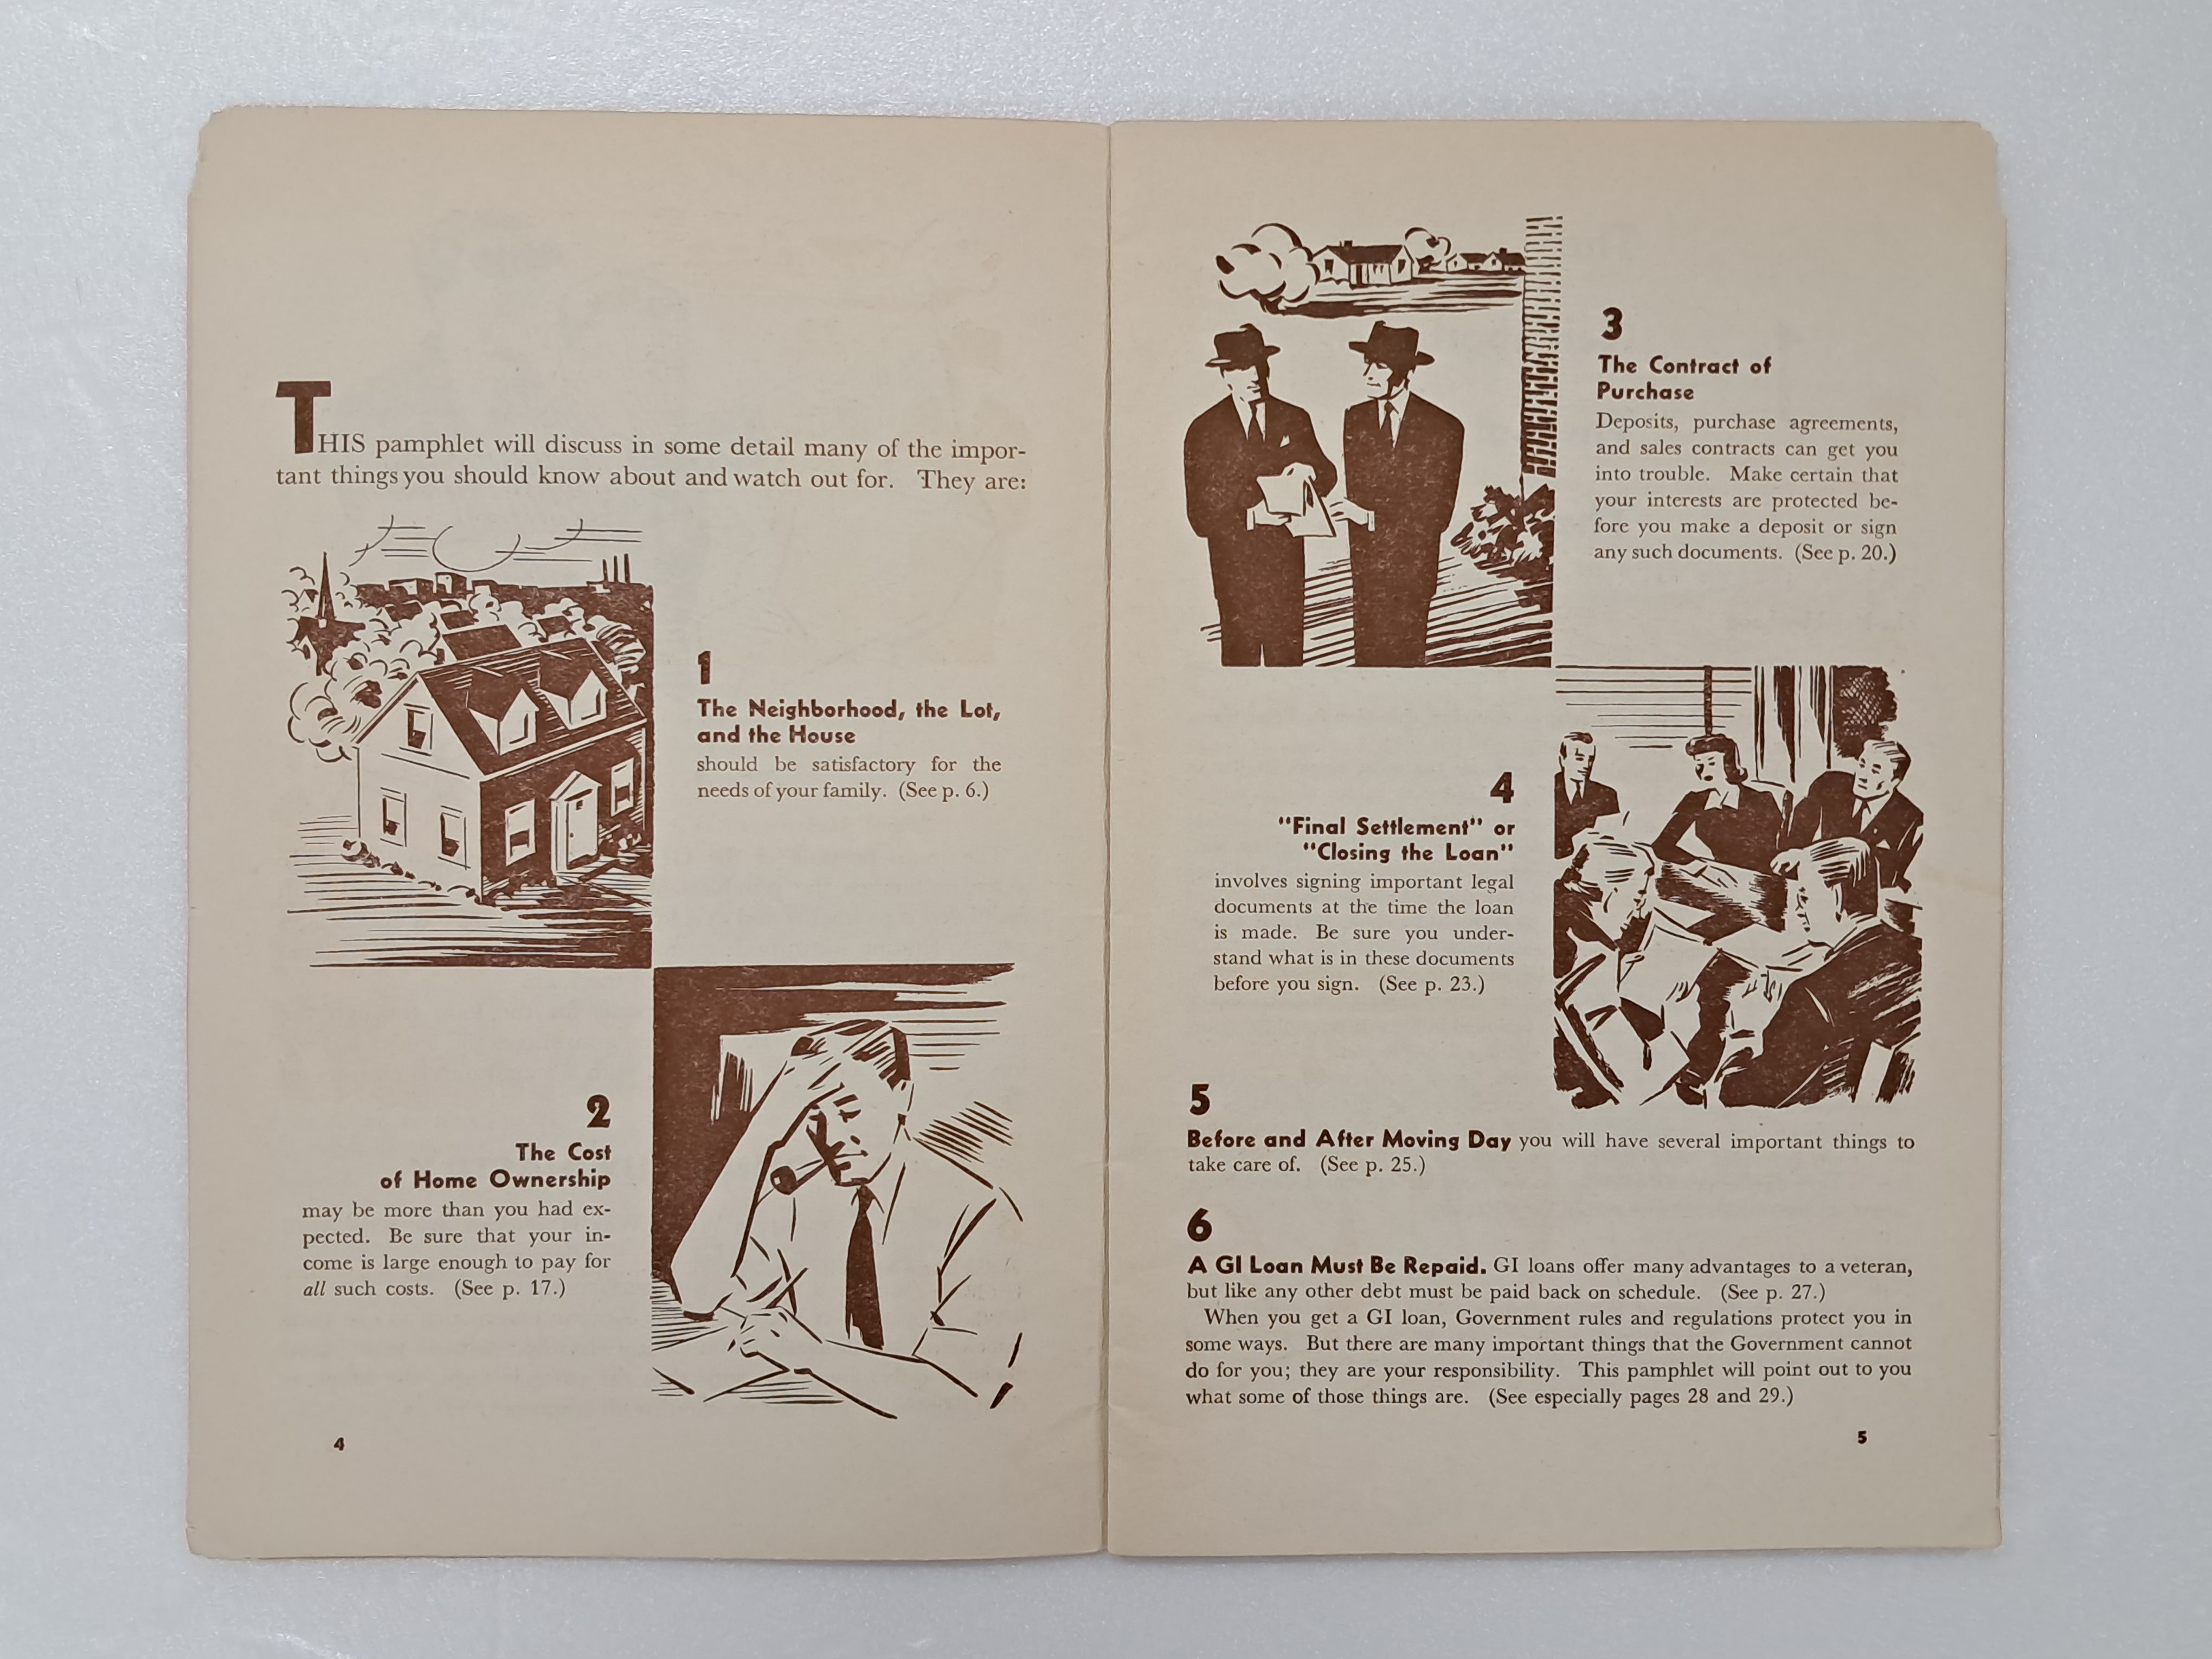 THIS pamphlet will discuss in some detail many of the impor-
tant things you should know about and watch out for. They are:
1
The Neighborhood, the Lot,
and the House
should be satisfactory for the
needs of your family. (See p. 6.)
2
The Cost
of Home Ownership
may be more than you had ex-
pected. Be sure that your in-
come is large enough to pay for
all such costs. (See p. 17.)
4
3
The Contract of
Purchase
Deposits, purchase agreements,
and sales contracts can get you
into trouble. Make certain that
your interests are protected be-
fore you make a deposit or sign
any such documents. (See p. 20.)
4
"Final Settlement" or
"Closing the Loan"
involves signing important legal
documents at the time the loan
is made. Be sure you under-
stand what is in these documents
before you sign. (See p. 23.)
5
Before and After Moving Day you will have several important things to
take care of. (See p. 25.)
6
A GI Loan Must Be Repaid. GI loans offer many advantages to a veteran,
but like any other debt must be paid back on schedule. (See p. 27.)
When you get a GI loan, Government rules and regulations protect you in
some ways. But there are many important things that the Government cannot
do for you; they are your responsibility. This pamphlet will point out to you
what some of those things are. (See especially pages 28 and 29.)
5